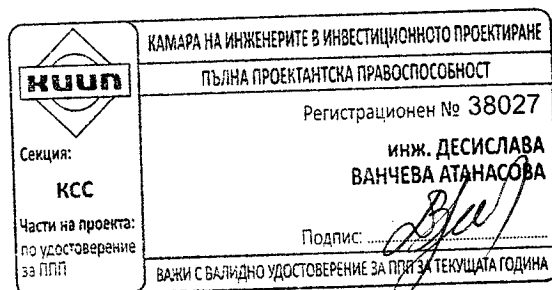 КАМАРА НА ИНЖЕНЕРИТЕ В ИНВЕСТИЦИОННОТО ПРОЕКТИРАНЕ
ПЪЛНА ПРОЕКТАНТСКА ПРАВОСПОСОБНОСТ
КИИП
Регистрационен № 38027
Секция:
КСС
инж. ДЕСИСЛАВА
ВАНЧЕВА АТАНАСОВА
Части на проекта:
по удостоверение
за ППП
Подпис:
ВАЖИ С ВАЛИДНО УДОСТОВЕРЕНИЕ ЗА ППП ЗА ТЕКУЩАТА ГОДИНА